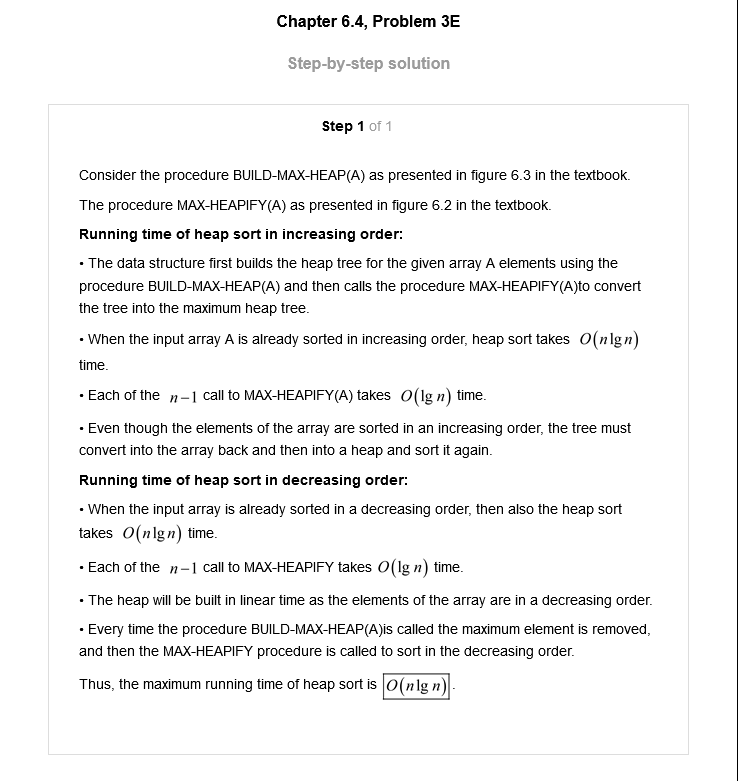 Chapter 6.4, Problem 3E
Step-by-step solution
Step 1 of 1
Consider the procedure BUILD-MAX-HEAP(A) as presented in figure 6.3 in the textbook.
The procedure MAX-HEAPIFY(A) as presented in figure 6.2 in the textbook.
Running time of heap sort in increasing order:
• The data structure first builds the heap tree for the given array A elements using the
procedure BUILD-MAX-HEAP(A) and then calls the procedure MAX-HEAPIFY(A)to convert
the tree into the maximum heap tree.
• When the input array A is already sorted in increasing order, heap sort takes O(n lg n)
time.
• Each of the n−1 call to MAX-HEAPIFY(A) takes O(lg n) time.
• Even though the elements of the array are sorted in an increasing order, the tree must
convert into the array back and then into a heap and sort it again.
Running time of heap sort in decreasing order:
• When the input array is already sorted in a decreasing order, then also the heap sort
takes O(n lg n) time.
• Each of the n−1 call to MAX-HEAPIFY takes O(lg n) time.
• The heap will be built in linear time as the elements of the array are in a decreasing order.
• Every time the procedure BUILD-MAX-HEAP(A)is called the maximum element is removed,
and then the MAX-HEAPIFY procedure is called to sort in the decreasing order.
Thus, the maximum running time of heap sort is O(n lg n).